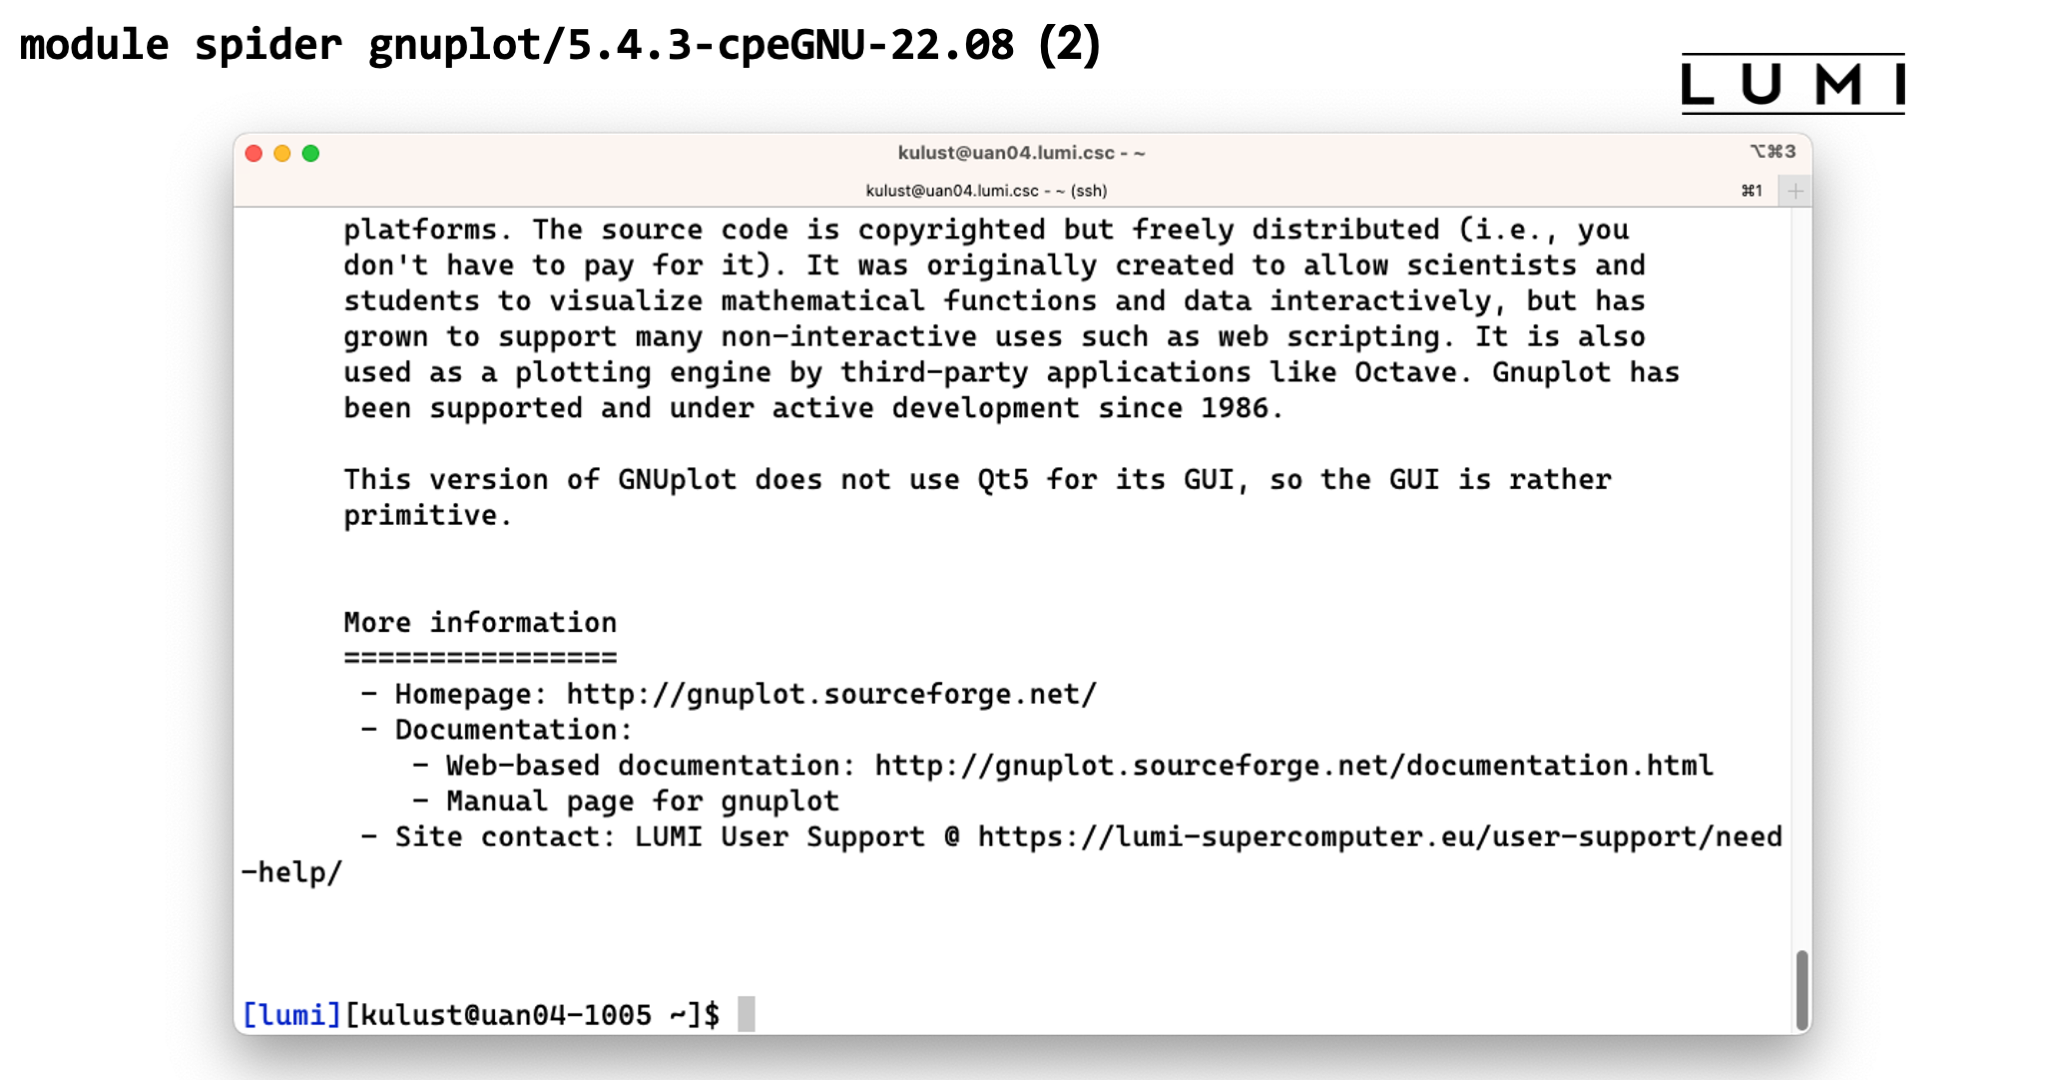 module spider gnuplot/5.4.3-cpeGNU-22.08 (2)
LUMI
kulust@uan04.lumi.csc - ~
⌥⌘3
kulust@uan04.lumi.csc - ~ (ssh)
⌘1
+
platforms. The source code is copyrighted but freely distributed (i.e., you
don't have to pay for it). It was originally created to allow scientists and
students to visualize mathematical functions and data interactively, but has
grown to support many non-interactive uses such as web scripting. It is also
used as a plotting engine by third-party applications like Octave. Gnuplot has
been supported and under active development since 1986.
This version of GNUplot does not use Qt5 for its GUI, so the GUI is rather
primitive.
More information
================
- Homepage: http://gnuplot.sourceforge.net/
- Documentation:
- Web-based documentation: http://gnuplot.sourceforge.net/documentation.html
- Manual page for gnuplot
- Site contact: LUMI User Support @ https://lumi-supercomputer.eu/user-support/need
-help/
[lumi][kulust@uan04-1005 ~]$